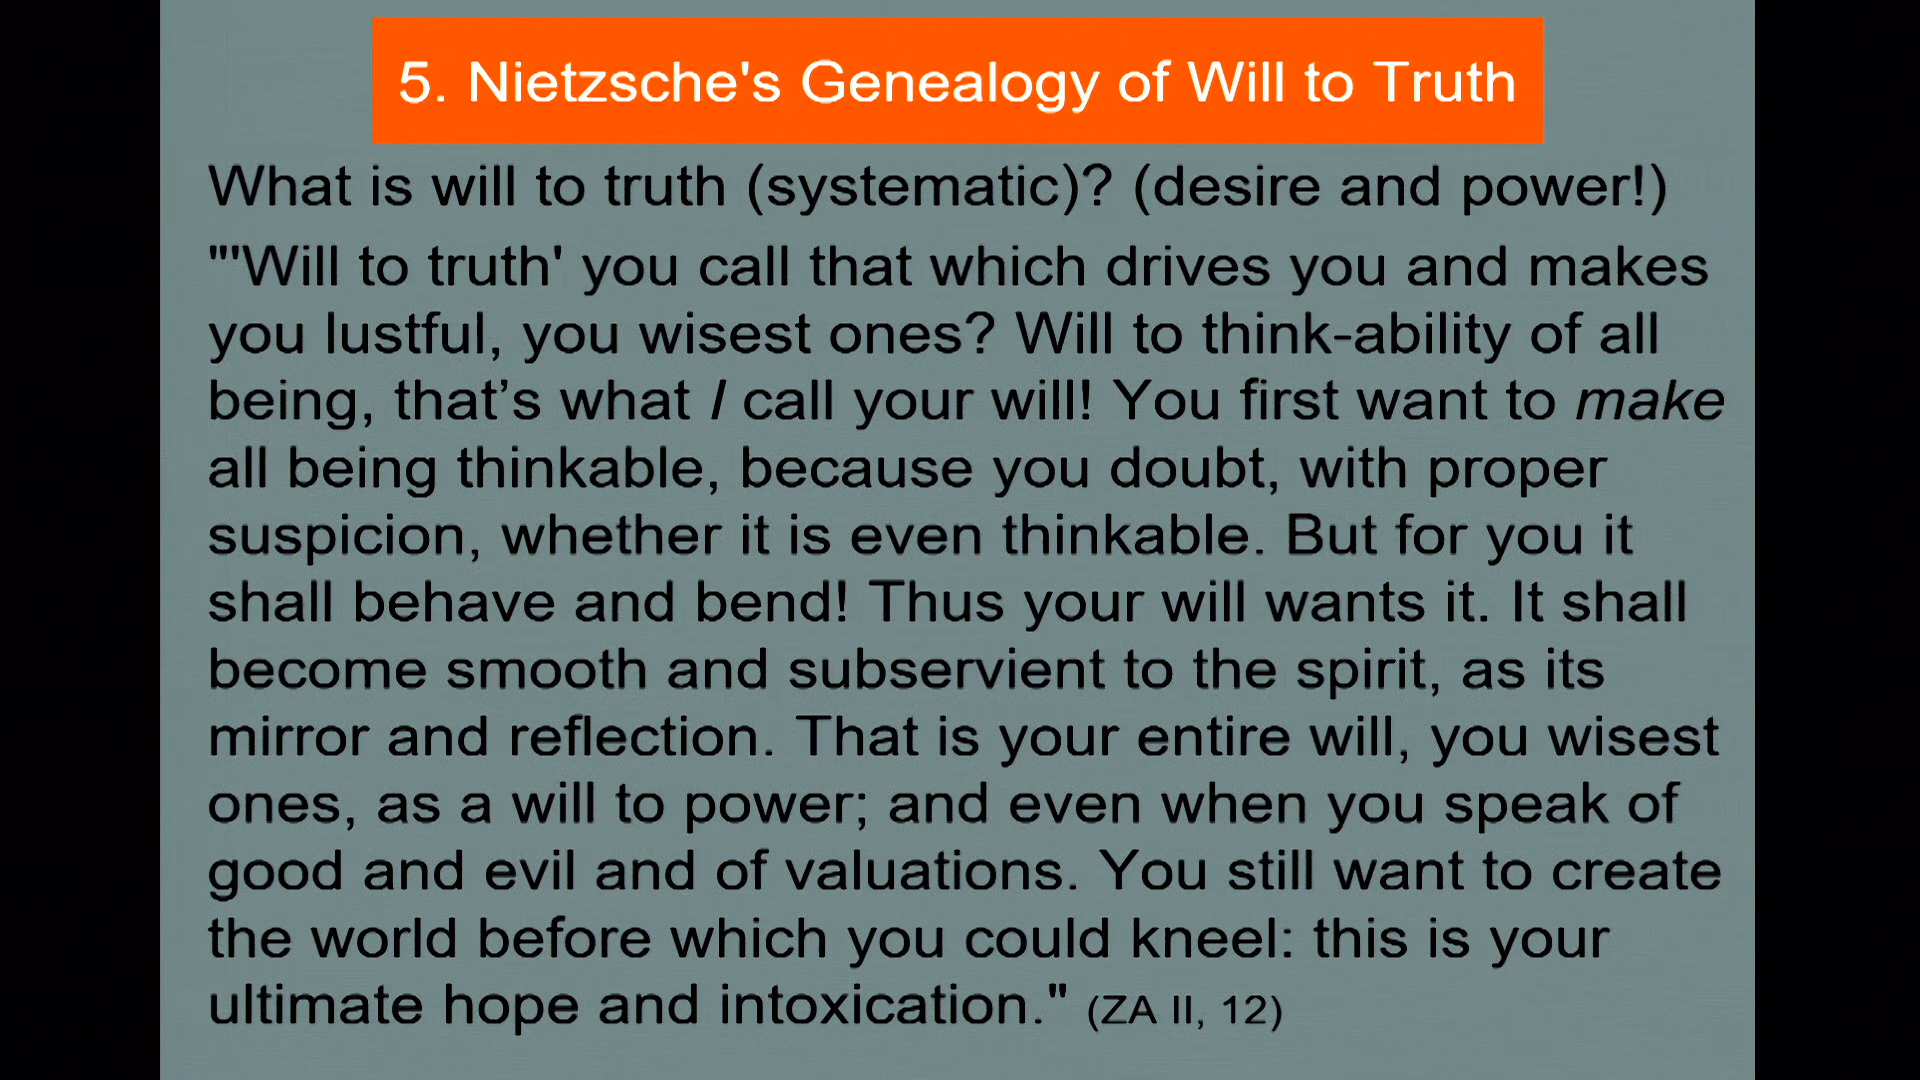 5. Nietzsche's Genealogy of Will to Truth
What is will to truth (systematic)? (desire and power!)
"'Will to truth' you call that which drives you and makes
you lustful, you wisest ones? Will to think-ability of all
being, that’s what I call your will! You first want to make
all being thinkable, because you doubt, with proper
suspicion, whether it is even thinkable. But for you it
shall behave and bend! Thus your will wants it. It shall
become smooth and subservient to the spirit, as its
mirror and reflection. That is your entire will, you wisest
ones, as a will to power; and even when you speak of
good and evil and of valuations. You still want to create
the world before which you could kneel: this is your
ultimate hope and intoxication." (ZA II, 12)